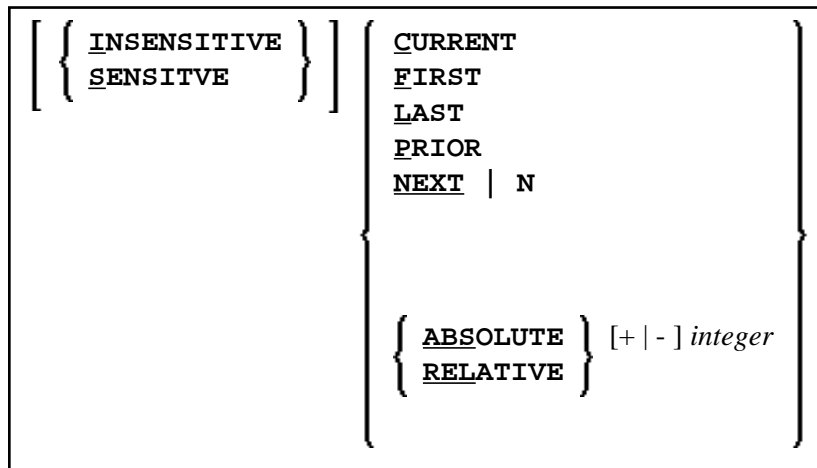 INSENSITIVE
SENSITVE
CURRENT
FIRST
LAST
PRIOR
NEXT | N
ABSOLUTE
RELATIVE
[+ | - ] integer